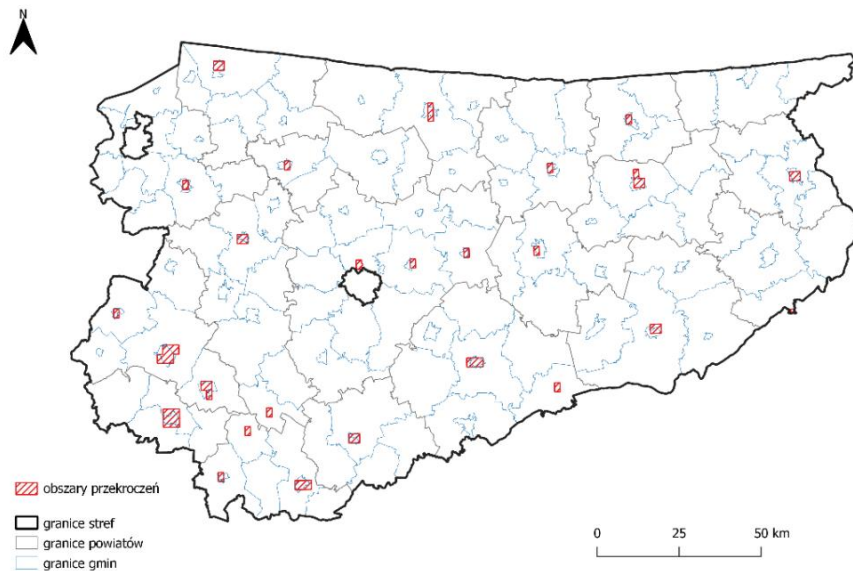 N
obszary przekroczeń
granice stref
granice powiatów
granice gmin
0 25 50 km